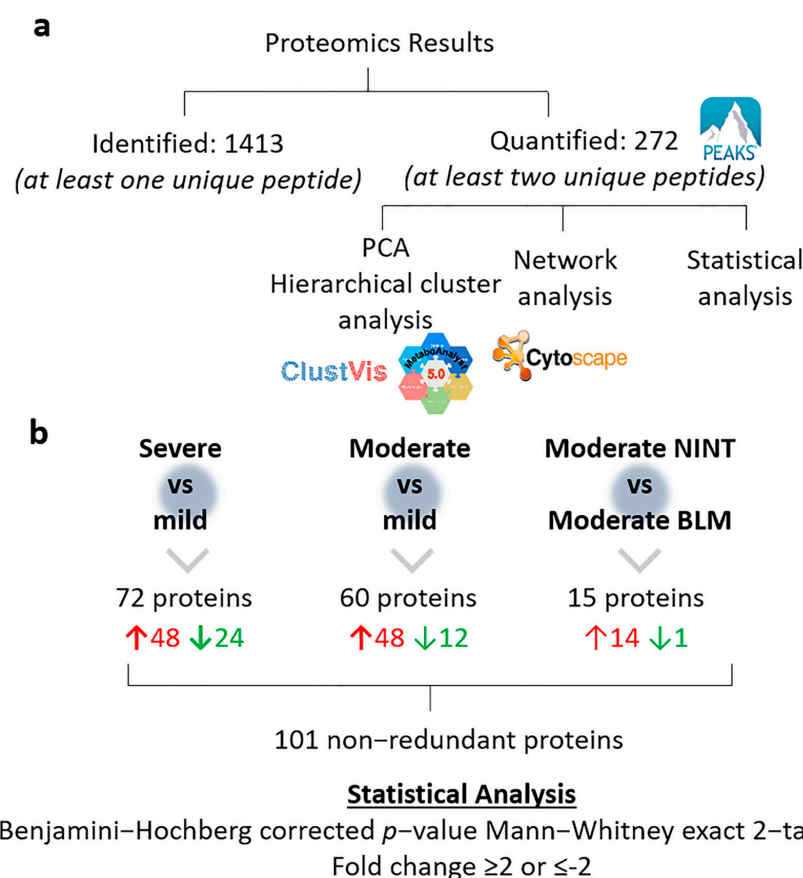 a
Proteomics Results
Identified: 1413
(at least one unique peptide)
Quantified: 272
(at least two unique peptides)
PEAKS
PCA
Hierarchical cluster
analysis
Network
analysis
Statistical
analysis
ClustVis
MetaboAnalyst
5.0
Cytoscape
b
Severe
vs
mild
72 proteins
↑48 ↓24
Moderate
vs
mild
60 proteins
↑48 ↓12
Moderate NINT
vs
Moderate BLM
15 proteins
↑14 ↓1
101 non−redundant proteins
Statistical Analysis
Benjamini−Hochberg corrected p−value Mann−Whitney exact 2−ta
Fold change ≥2 or ≤-2